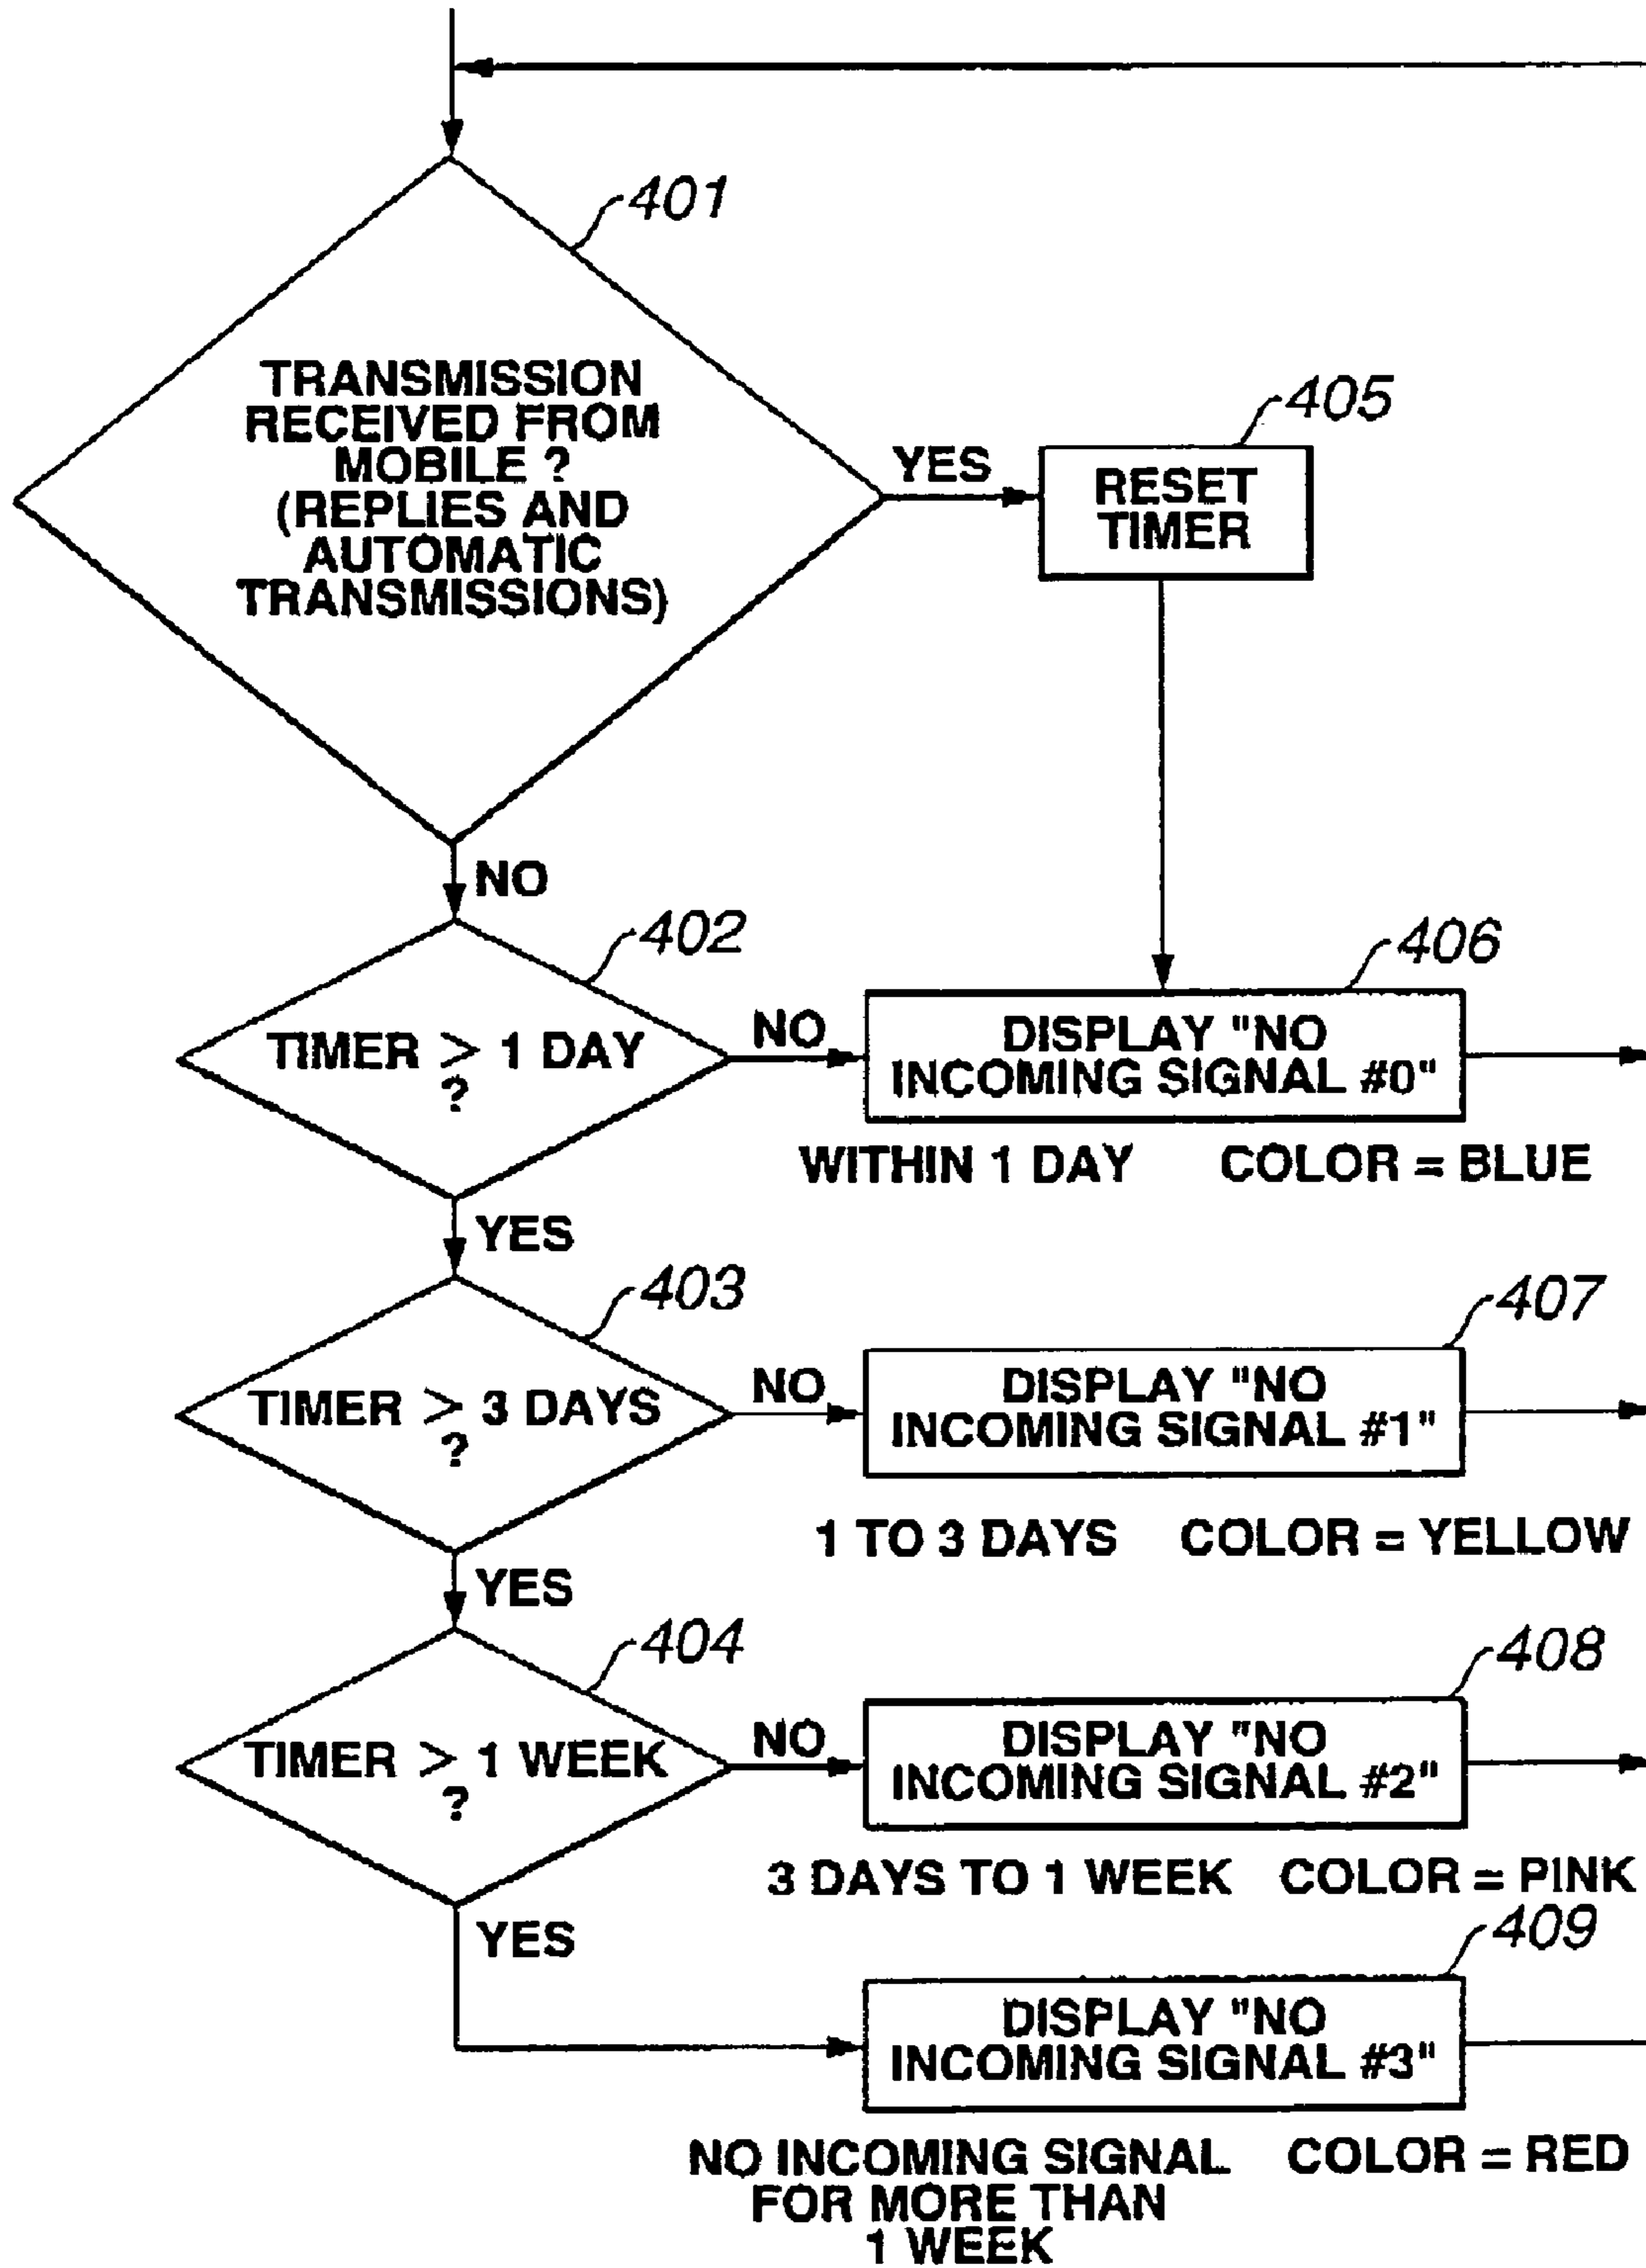 401
TRANSMISSION
RECEIVED FROM
MOBILE ?
(REPLIES AND
AUTOMATIC
TRANSMISSIONS)
YES
405
RESET
TIMER
NO
402
TIMER > 1 DAY
?
NO
406
DISPLAY "NO
INCOMING SIGNAL #0"
WITHIN 1 DAY COLOR = BLUE
YES
403
TIMER > 3 DAYS
?
NO
407
DISPLAY "NO
INCOMING SIGNAL #1"
1 TO 3 DAYS COLOR = YELLOW
YES
404
TIMER > 1 WEEK
?
NO
408
DISPLAY "NO
INCOMING SIGNAL #2"
3 DAYS TO 1 WEEK COLOR = PINK
YES
409
DISPLAY "NO
INCOMING SIGNAL #3"
NO INCOMING SIGNAL COLOR = RED
FOR MORE THAN
1 WEEK